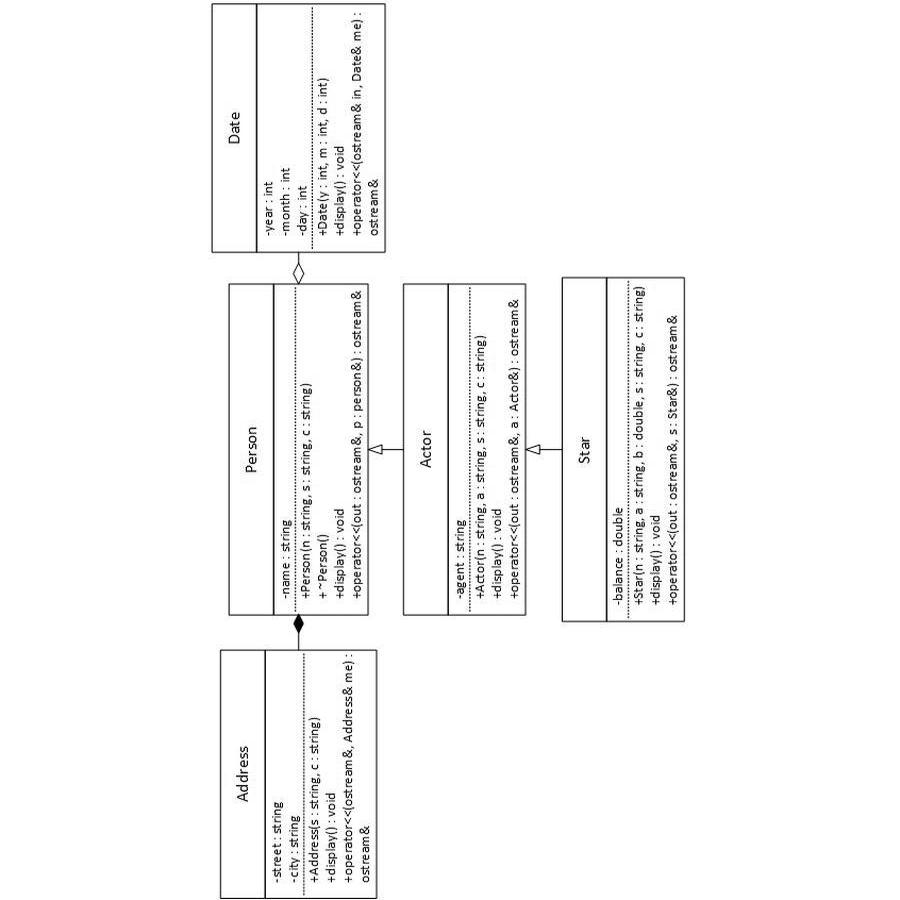 Address
-street : string
-city : string
+Address(s : string, c : string)
+display() : void
+operator<<(ostream&, Address& me) :
ostream&
Person
-name : string
+Person(n : string, s : string, c : string)
+ ~Person()
+display() : void
+operator<<(out : ostream&, p : person&) : ostream&
Date
-year : int
-month : int
-day : int
+Date(y : int, m : int, d : int)
+display() : void
+operator<<(ostream& in, Date& me) :
ostream&
Actor
-agent : string
+Actor(n : string, a : string, s : string, c : string)
+display() : void
+operator<<(out : ostream&, a : Actor&) : ostream&
Star
-balance : double
+Star(n : string, a : string, b : double, s : string, c : string)
+display() : void
+operator<<(out : ostream&, s : Star&) : ostream&